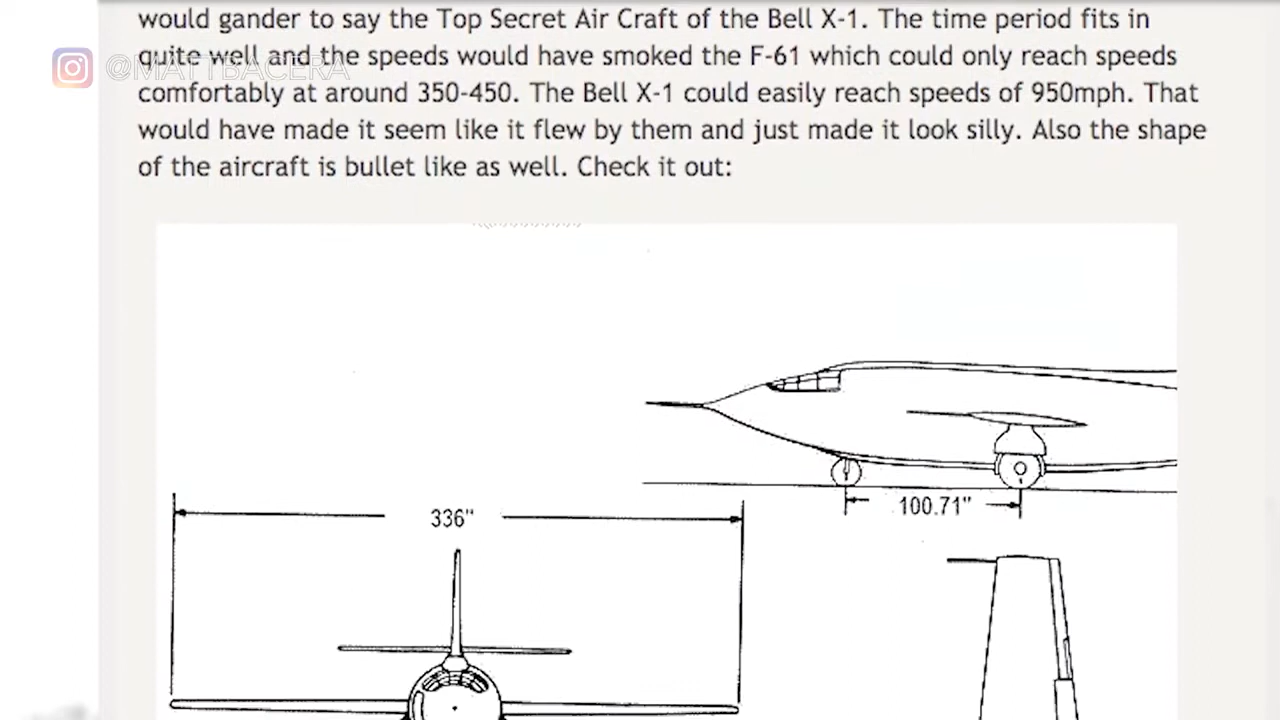 would gander to say the Top Secret Air Craft of the Bell X-1. The time period fits in
quite well and the speeds would have smoked the F-61 which could only reach speeds
comfortably at around 350-450. The Bell X-1 could easily reach speeds of 950mph. That
would have made it seem like it flew by them and just made it look silly. Also the shape
of the aircraft is bullet like as well. Check it out:
@MATTBACERA
100.71"
336"